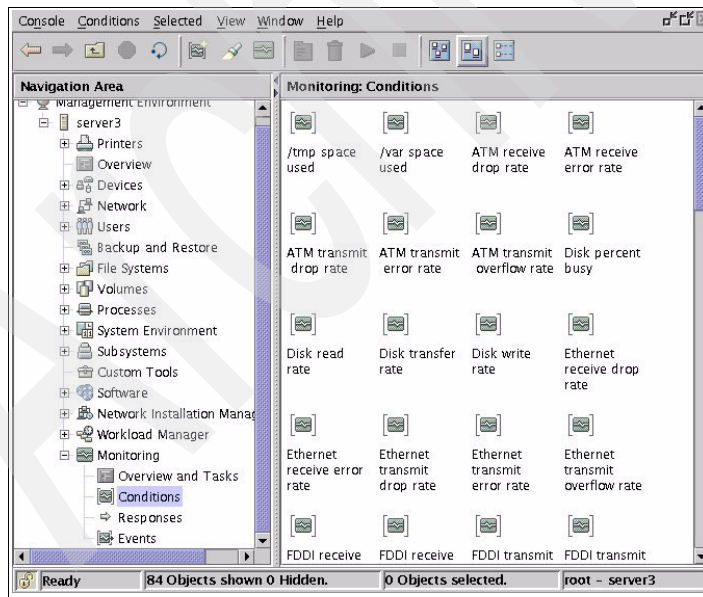 Console Conditions Selected View Window Help
Navigation Area
Management Environment
server3
Printers
Overview
Devices
Network
Users
Backup and Restore
File Systems
Volumes
Processes
System Environment
Subsystems
Custom Tools
Software
Network Installation Manag
Workload Manager
Monitoring
Overview and Tasks
Conditions
Responses
Events
Monitoring: Conditions
/tmp space
used
/var space
used
ATM receive
drop rate
ATM receive
error rate
ATM transmit
drop rate
ATM transmit
error rate
ATM transmit
overflow rate
Disk percent
busy
Disk read
rate
Disk transfer
rate
Disk write
rate
Ethernet
receive drop
rate
Ethernet
receive error
rate
Ethernet
transmit
drop rate
Ethernet
transmit
error rate
Ethernet
transmit
overflow rate
FDDI receive
FDDI receive
FDDI transmit
FDDI transmit
Ready
84 Objects shown 0 Hidden.
0 Objects selected.
root - server3